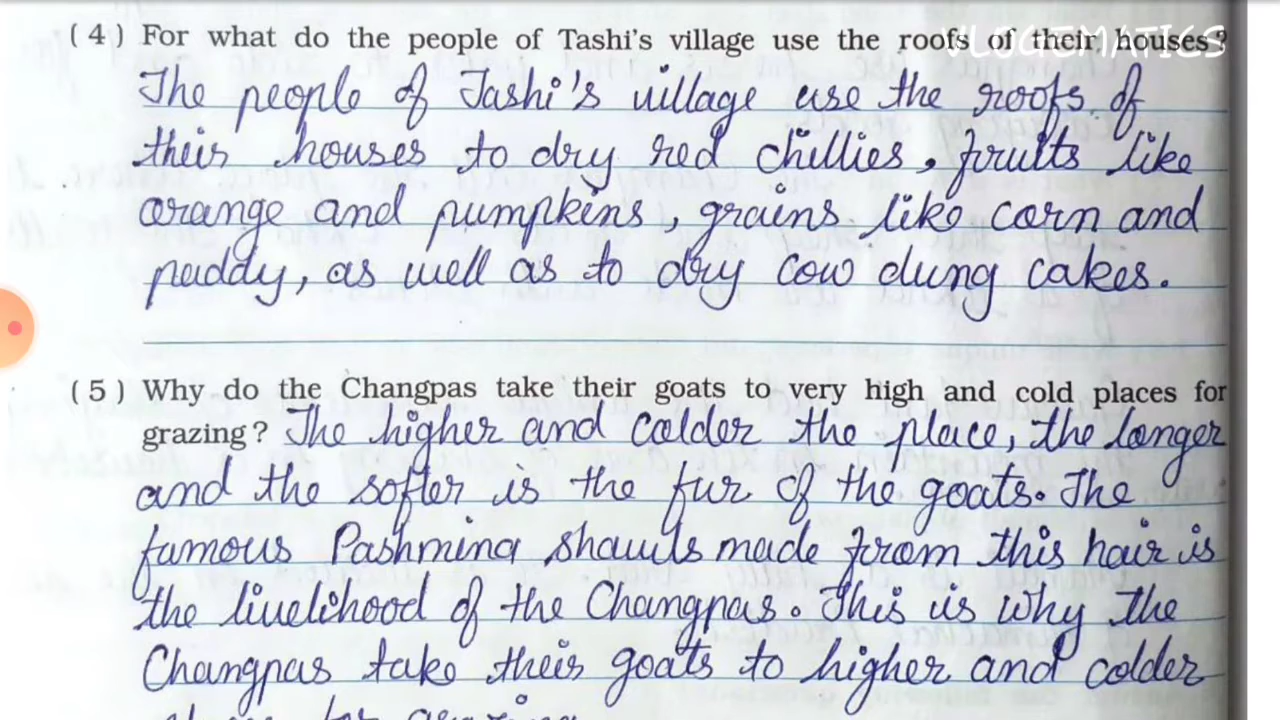 VLOGTIMATICS
(4) For what do the people of Tashi's village use the roofs of their houses?
The people of Tashi's village use the roofs of
their houses to dry red chillies, fruits like
orange and pumpkins, grains like corn and
paddy, as well as to dry cow dung cakes.
(5) Why do the Changpas take their goats to very high and cold places for
grazing? The higher and colder the place, the longer
and the softer is the fur of the goats. The
famous Pashmina shawls made from this hair is
the livelihood of the Changpas. This is why the
Changpas take their goats to higher and colder